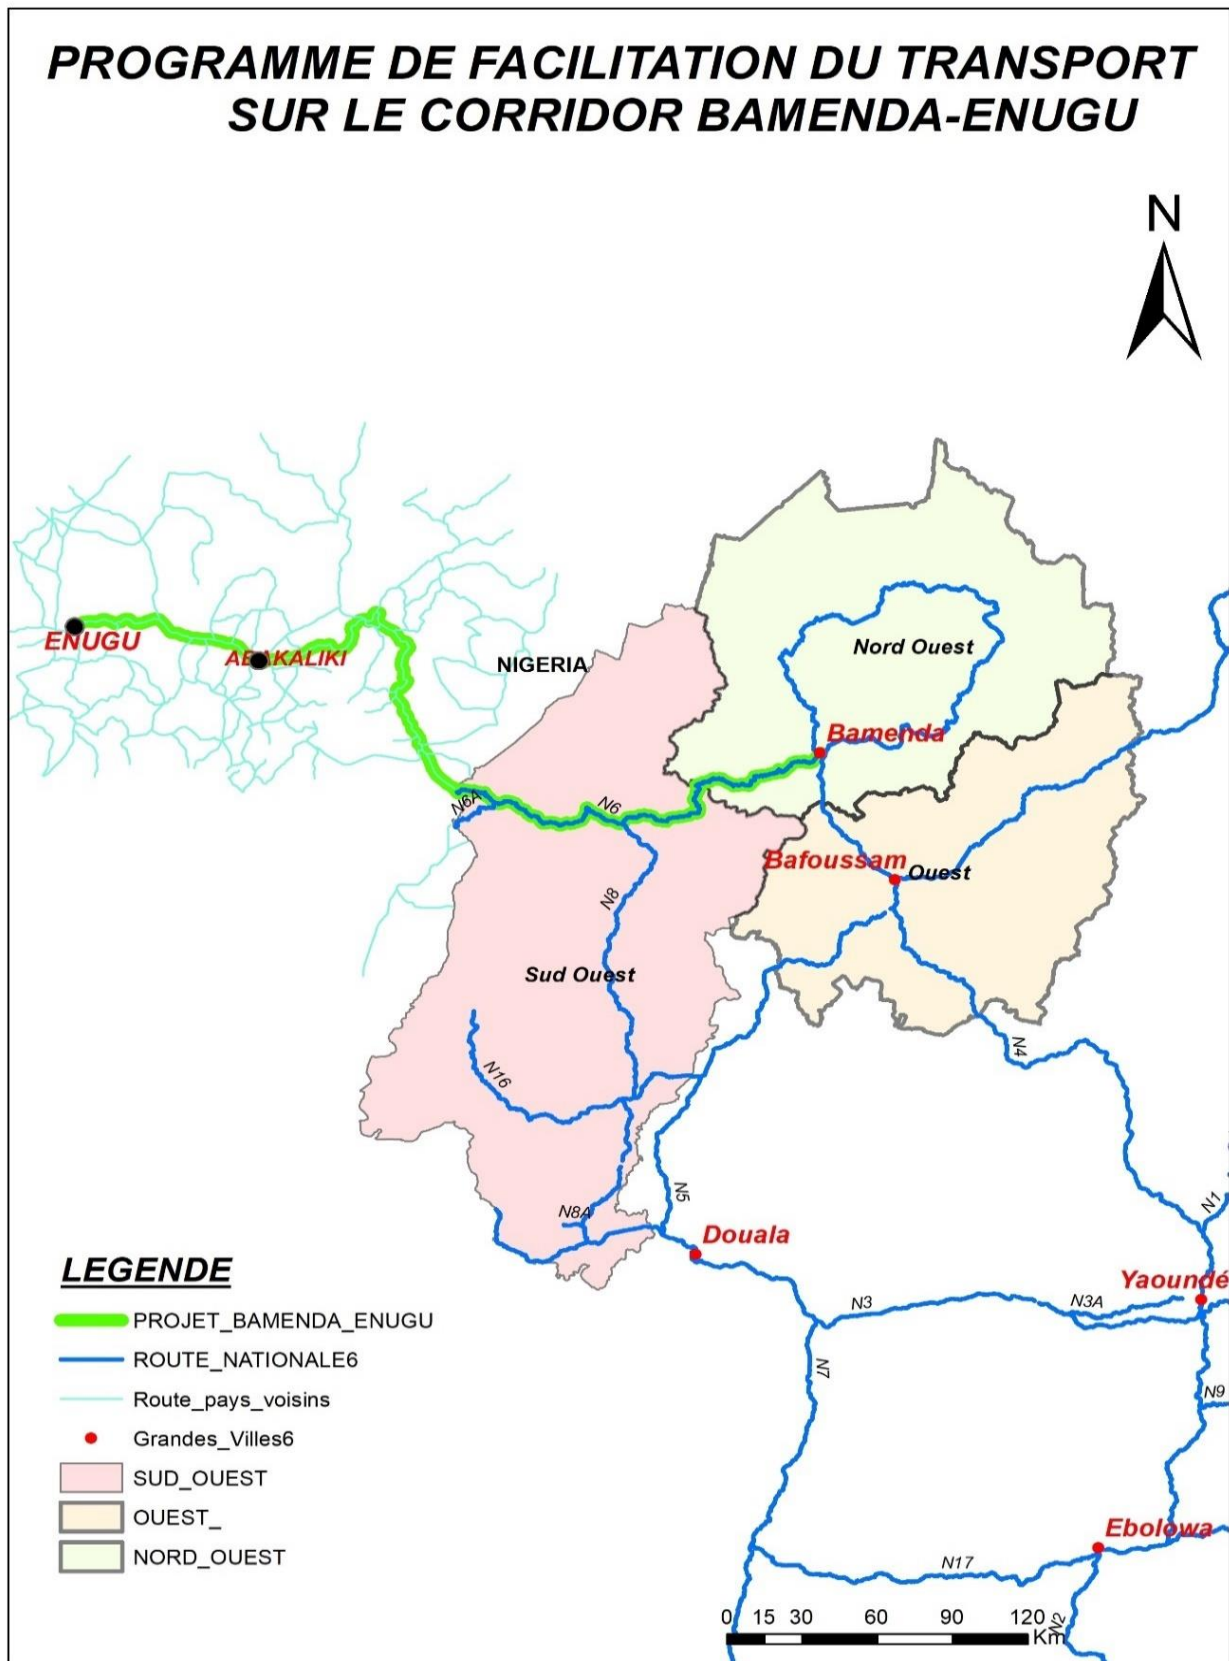 PROGRAMME DE FACILITATION DU TRANSPORT
SUR LE CORRIDOR BAMENDA-ENUGU
N
ENUGU
ABAKALIKI
NIGERIA
Nord Ouest
Bamenda
N6A
N6
Bafoussam
Ouest
N8
Sud Ouest
N16
N4
N5
N8A
N1
Douala
Yaoundé
N3
N3A
N7
N9
Ebolowa
N17
N2
LEGENDE
PROJET_BAMENDA_ENUGU
ROUTE_NATIONALE6
Route_pays_voisins
Grandes_Villes6
SUD_OUEST
OUEST_
NORD_OUEST
0 15 30 60 90 120
Km